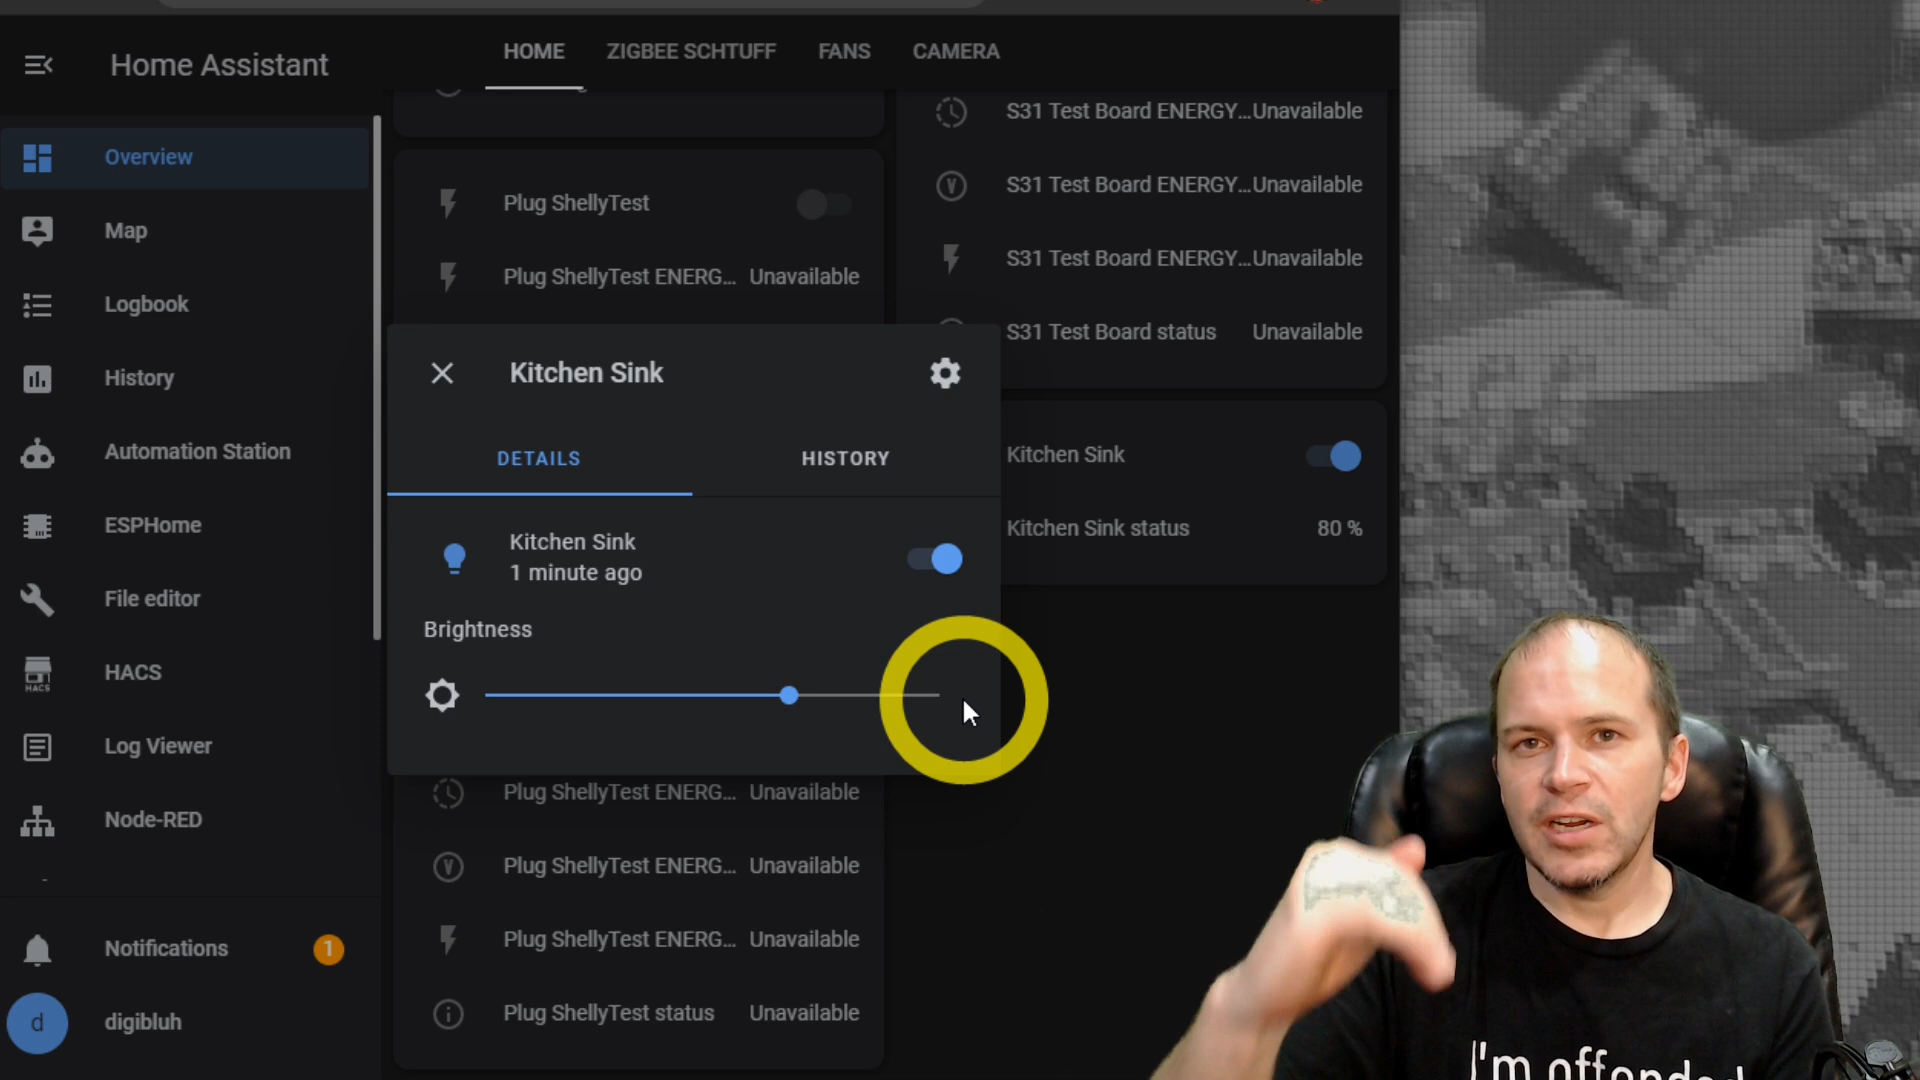 Home Assistant
HOME
ZIGBEE SCHTUFF
FANS
CAMERA
Overview
Map
Logbook
History
Automation Station
ESPHome
File editor
HACS
HACS
Log Viewer
Node-RED
Notifications
1
d
digibluh
Plug ShellyTest
Plug ShellyTest ENERG... Unavailable
Kitchen Sink
DETAILS
HISTORY
Kitchen Sink
1 minute ago
Brightness
Plug ShellyTest ENERG... Unavailable
V Plug ShellyTest ENERG... Unavailable
Plug ShellyTest ENERG... Unavailable
Plug ShellyTest status Unavailable
S31 Test Board ENERGY...Unavailable
V S31 Test Board ENERGY...Unavailable
S31 Test Board ENERGY...Unavailable
S31 Test Board status Unavailable
Kitchen Sink
Kitchen Sink status 80 %
I'm offended